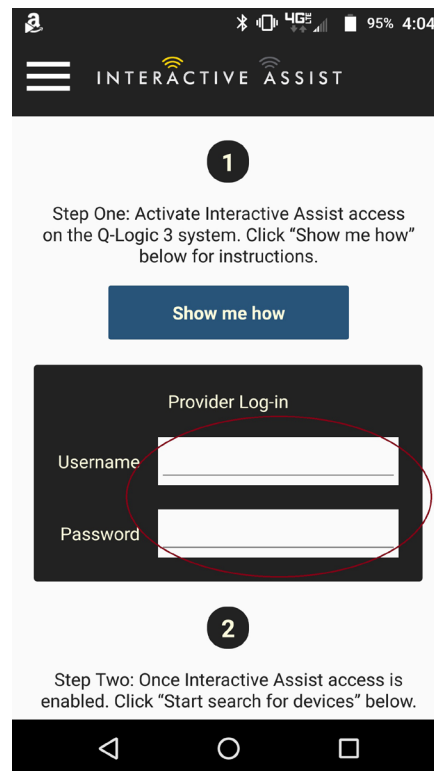 a 4GE 95% 4:04
INTERACTIVE ASSIST
1
Step One: Activate Interactive Assist access
on the Q-Logic 3 system. Click “Show me how”
below for instructions.
Show me how
Provider Log-in
Username
Password
2
Step Two: Once Interactive Assist access is
enabled. Click “Start search for devices” below.